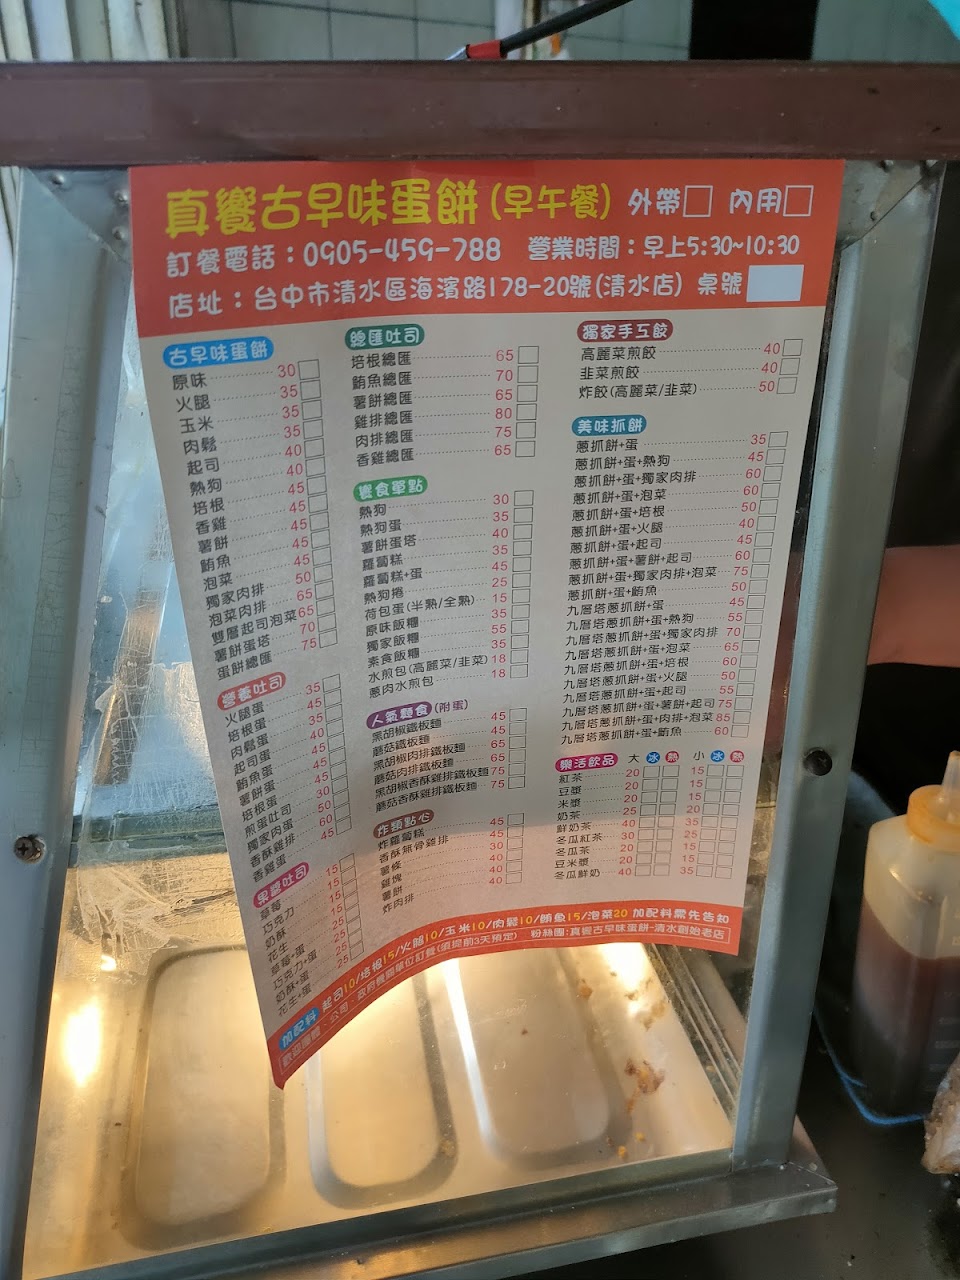 真饗古早味蛋餅(早午餐) 外帶 內用
訂餐電話：0905-459-788 營業時間：早上5:30~10:30
店址：台中市清水區海濱路178-20號(清水店) 桌號
古早味蛋餅
原味 30
火腿 35
玉米 35
肉鬆 35
起司 40
熱狗 40
培根 45
香雞 45
薯餅 45
鮪魚 45
泡菜 45
獨家肉排 50
泡菜肉排 65
雙層起司泡菜 65
薯餅蛋塔 70
蛋餅總匯 75
營養吐司
火腿蛋 35
培根蛋 45
肉鬆蛋 35
起司蛋 40
鮪魚蛋 45
薯餅蛋 45
培根蛋 45
煎蛋吐司 30
獨家肉蛋 50
香酥雞排 60
香雞蛋 45
果醬吐司
草莓 15
巧克力 15
奶酥 15
花生 15
草莓+蛋 25
巧克力+蛋 25
奶酥+蛋 25
花生+蛋 25
總匯吐司
培根總匯 65
鮪魚總匯 70
薯餅總匯 65
雞排總匯 80
肉排總匯 75
香雞總匯 65
饗食單點
熱狗 30
熱狗蛋 35
薯餅蛋塔 40
蘿蔔糕 35
蘿蔔糕+蛋 45
熱狗捲 25
荷包蛋(半熟/全熟) 15
原味飯糰 35
獨家飯糰 55
素食飯糰 35
水煎包(高麗菜/韭菜) 18
蔥肉水煎包 18
人氣麵食(附蛋)
黑胡椒鐵板麵 45
蘑菇鐵板麵 45
黑胡椒肉排鐵板麵 65
蘑菇肉排鐵板麵 65
黑胡椒香酥雞排鐵板麵 75
蘑菇香酥雞排鐵板麵 75
炸類點心
炸蘿蔔糕 45
香酥無骨雞排 45
薯條 30
雞塊 40
薯餅 40
炸肉排 40
獨家手工餃
高麗菜煎餃 40
韭菜煎餃 40
炸餃(高麗菜/韭菜) 50
美味抓餅
蔥抓餅+蛋 35
蔥抓餅+蛋+熱狗 45
蔥抓餅+蛋+獨家肉排 60
蔥抓餅+蛋+泡菜 60
蔥抓餅+蛋+培根 50
蔥抓餅+蛋+火腿 40
蔥抓餅+蛋+起司 45
蔥抓餅+蛋+薯餅+起司 60
蔥抓餅+蛋+獨家肉排+泡菜 75
蔥抓餅+蛋+鮪魚 50
九層塔蔥抓餅+蛋 45
九層塔蔥抓餅+蛋+熱狗 55
九層塔蔥抓餅+蛋+獨家肉排 70
九層塔蔥抓餅+蛋+泡菜 65
九層塔蔥抓餅+蛋+培根 60
九層塔蔥抓餅+蛋+火腿 50
九層塔蔥抓餅+蛋+起司 55
九層塔蔥抓餅+蛋+薯餅+起司 75
九層塔蔥抓餅+蛋+肉排+泡菜 85
九層塔蔥抓餅+蛋+鮪魚 60
樂活飲品 大 冰 熱 小 冰 熱
紅茶 20 15
豆漿 20 15
米漿 20 15
奶茶 25 20
鮮奶茶 40 35
冬瓜紅茶 30 25
冬瓜茶 20 15
豆米漿 20 15
冬瓜鮮奶 40 35
加配料 起司10/培根15/火腿10/玉米10/肉鬆10/鮪魚15/泡菜20 加配料需先告知
歡迎團體．公司．政府機關單位訂餐(須提前3天預定) 粉絲團:真饗古早味蛋餅-清水創始老店